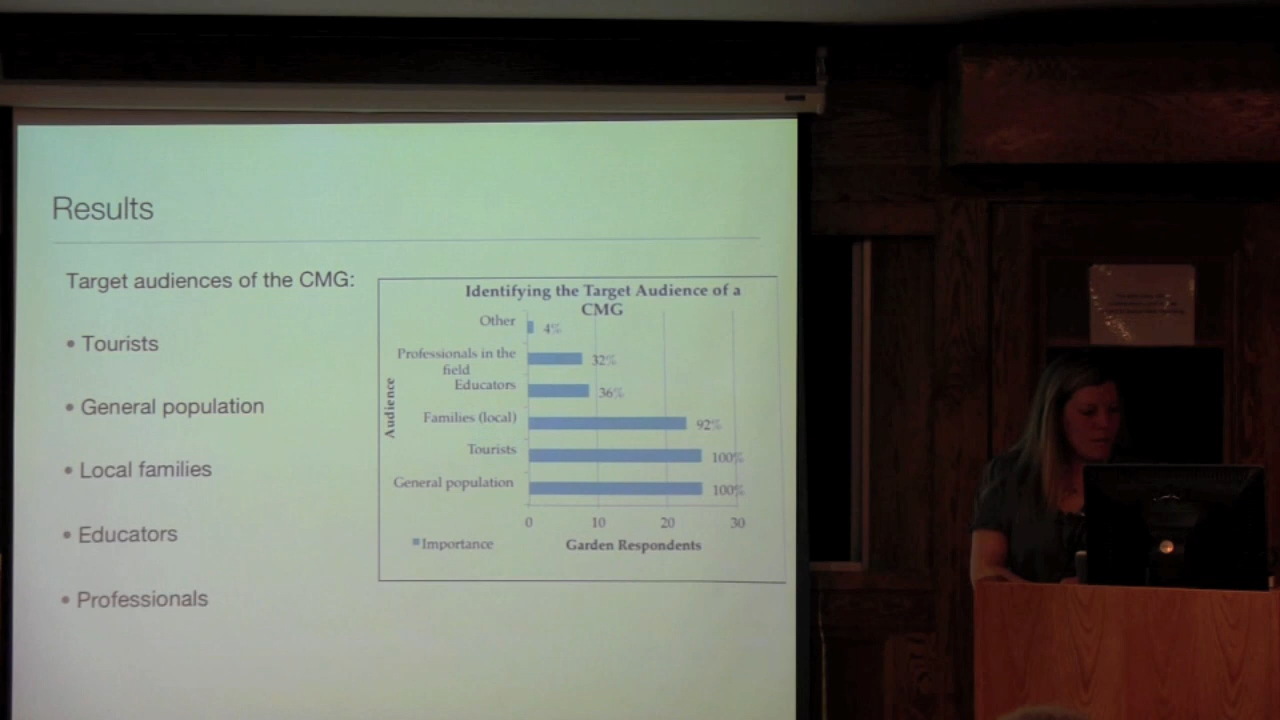 Results
Target audiences of the CMG:
• Tourists
• General population
• Local families
• Educators
• Professionals
Identifying the Target Audience of a
CMG
Other
4%
Professionals in the
field
32%
Educators
36%
Families (local)
92%
Tourists
100%
General population
100%
Audience
0 10 20 30
Importance
Garden Respondents